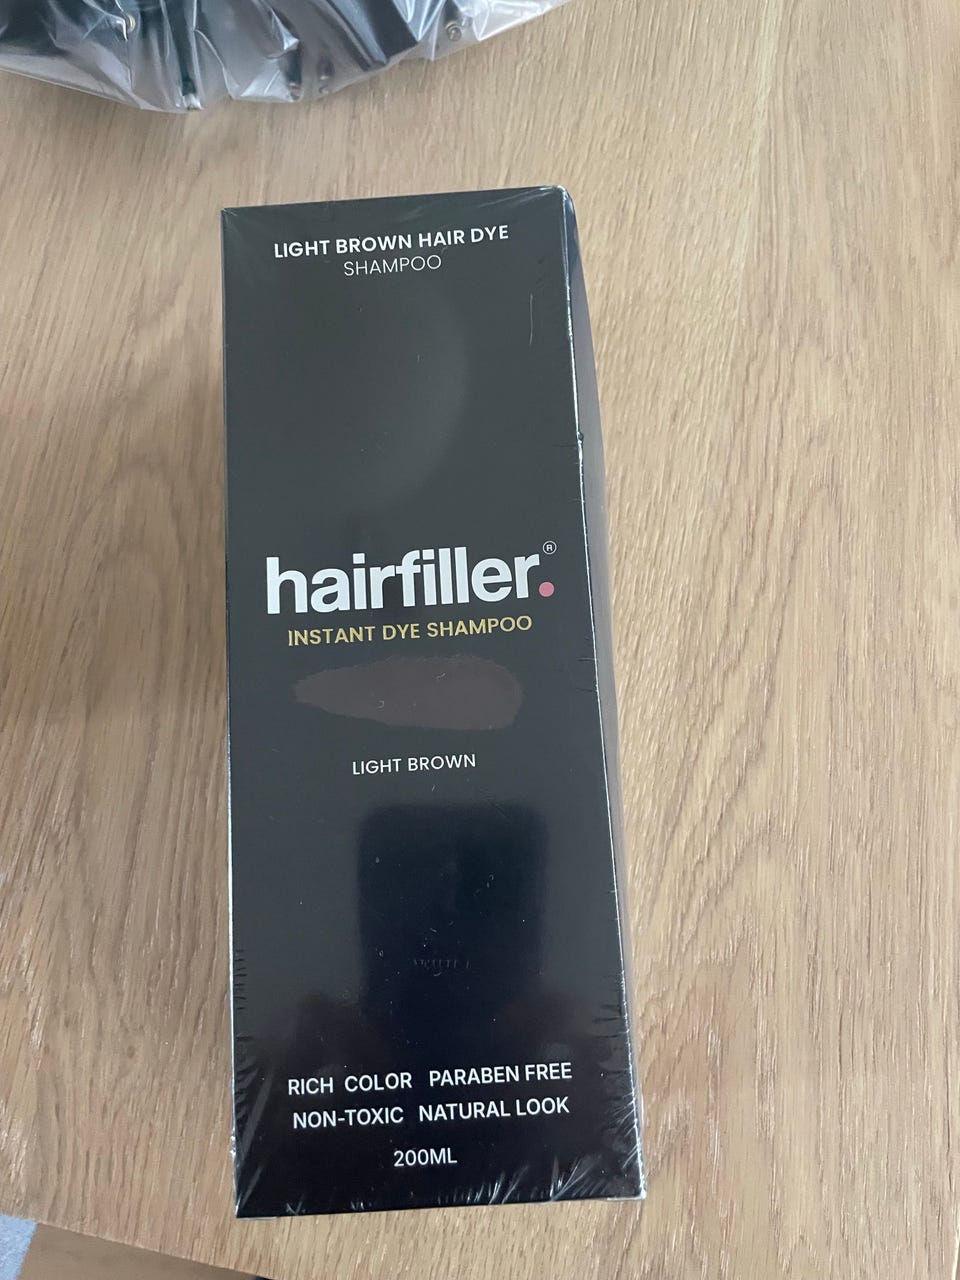 LIGHT BROWN HAIR DYE
SHAMPOO
hairfiller.®
INSTANT DYE SHAMPOO
LIGHT BROWN
RICH COLOR PARABEN FREE
NON-TOXIC NATURAL LOOK
200ML